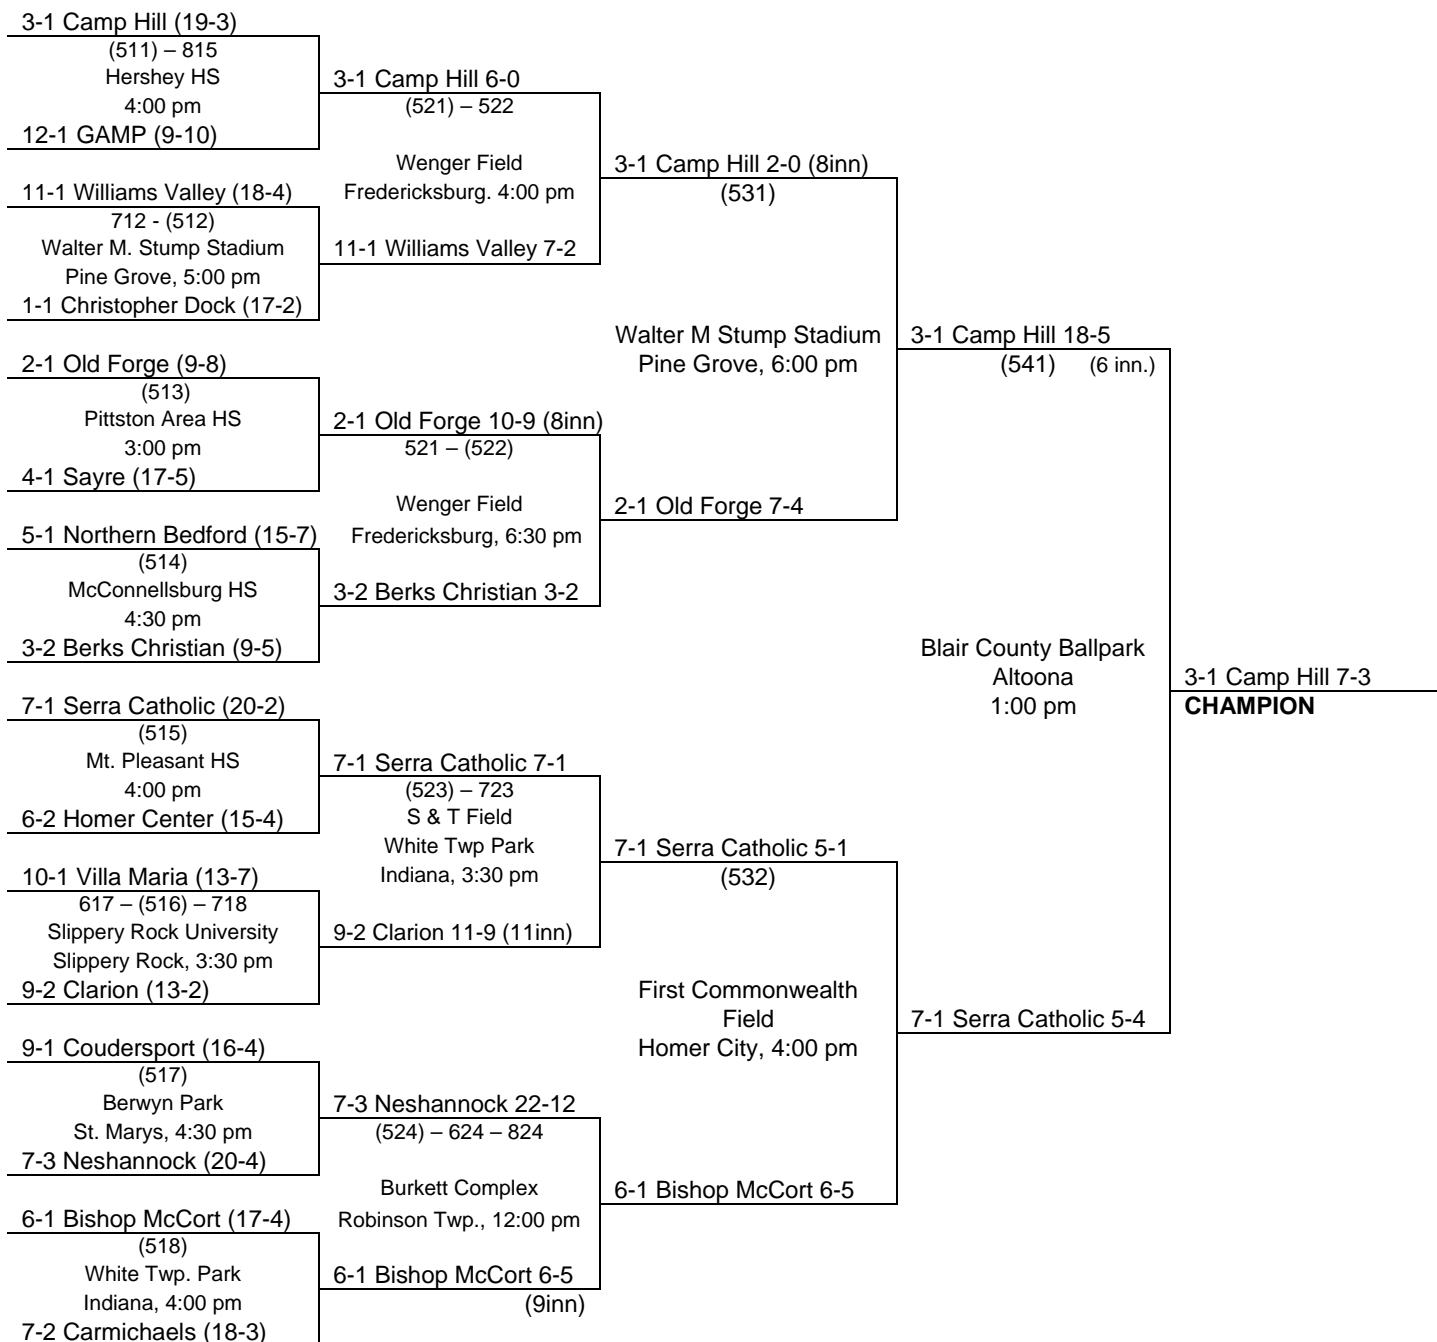 3-1 Camp Hill (19-3)
(511) – 815
Hershey HS
4:00 pm
12-1 GAMP (9-10)
11-1 Williams Valley (18-4)
712 - (512)
Walter M. Stump Stadium
Pine Grove, 5:00 pm
1-1 Christopher Dock (17-2)
2-1 Old Forge (9-8)
(513)
Pittston Area HS
3:00 pm
4-1 Sayre (17-5)
5-1 Northern Bedford (15-7)
(514)
McConnellsburg HS
4:30 pm
3-2 Berks Christian (9-5)
7-1 Serra Catholic (20-2)
(515)
Mt. Pleasant HS
4:00 pm
6-2 Homer Center (15-4)
10-1 Villa Maria (13-7)
617 – (516) – 718
Slippery Rock University
Slippery Rock, 3:30 pm
9-2 Clarion (13-2)
9-1 Coudersport (16-4)
(517)
Berwyn Park
St. Marys, 4:30 pm
7-3 Neshannock (20-4)
6-1 Bishop McCort (17-4)
(518)
White Twp. Park
Indiana, 4:00 pm
7-2 Carmichaels (18-3)
3-1 Camp Hill 6-0
(521) – 522
Wenger Field
Fredericksburg. 4:00 pm
11-1 Williams Valley 7-2
2-1 Old Forge 10-9 (8inn)
521 – (522)
Wenger Field
Fredericksburg, 6:30 pm
3-2 Berks Christian 3-2
7-1 Serra Catholic 7-1
(523) – 723
S & T Field
White Twp Park
Indiana, 3:30 pm
9-2 Clarion 11-9 (11inn)
7-3 Neshannock 22-12
(524) – 624 – 824
Burkett Complex
Robinson Twp., 12:00 pm
6-1 Bishop McCort 6-5
(9inn)
3-1 Camp Hill 2-0 (8inn)
(531)
Walter M Stump Stadium
Pine Grove, 6:00 pm
2-1 Old Forge 7-4
7-1 Serra Catholic 5-1
(532)
First Commonwealth
Field
Homer City, 4:00 pm
6-1 Bishop McCort 6-5
3-1 Camp Hill 18-5
(541) (6 inn.)
Blair County Ballpark
Altoona
1:00 pm
7-1 Serra Catholic 5-4
3-1 Camp Hill 7-3
CHAMPION